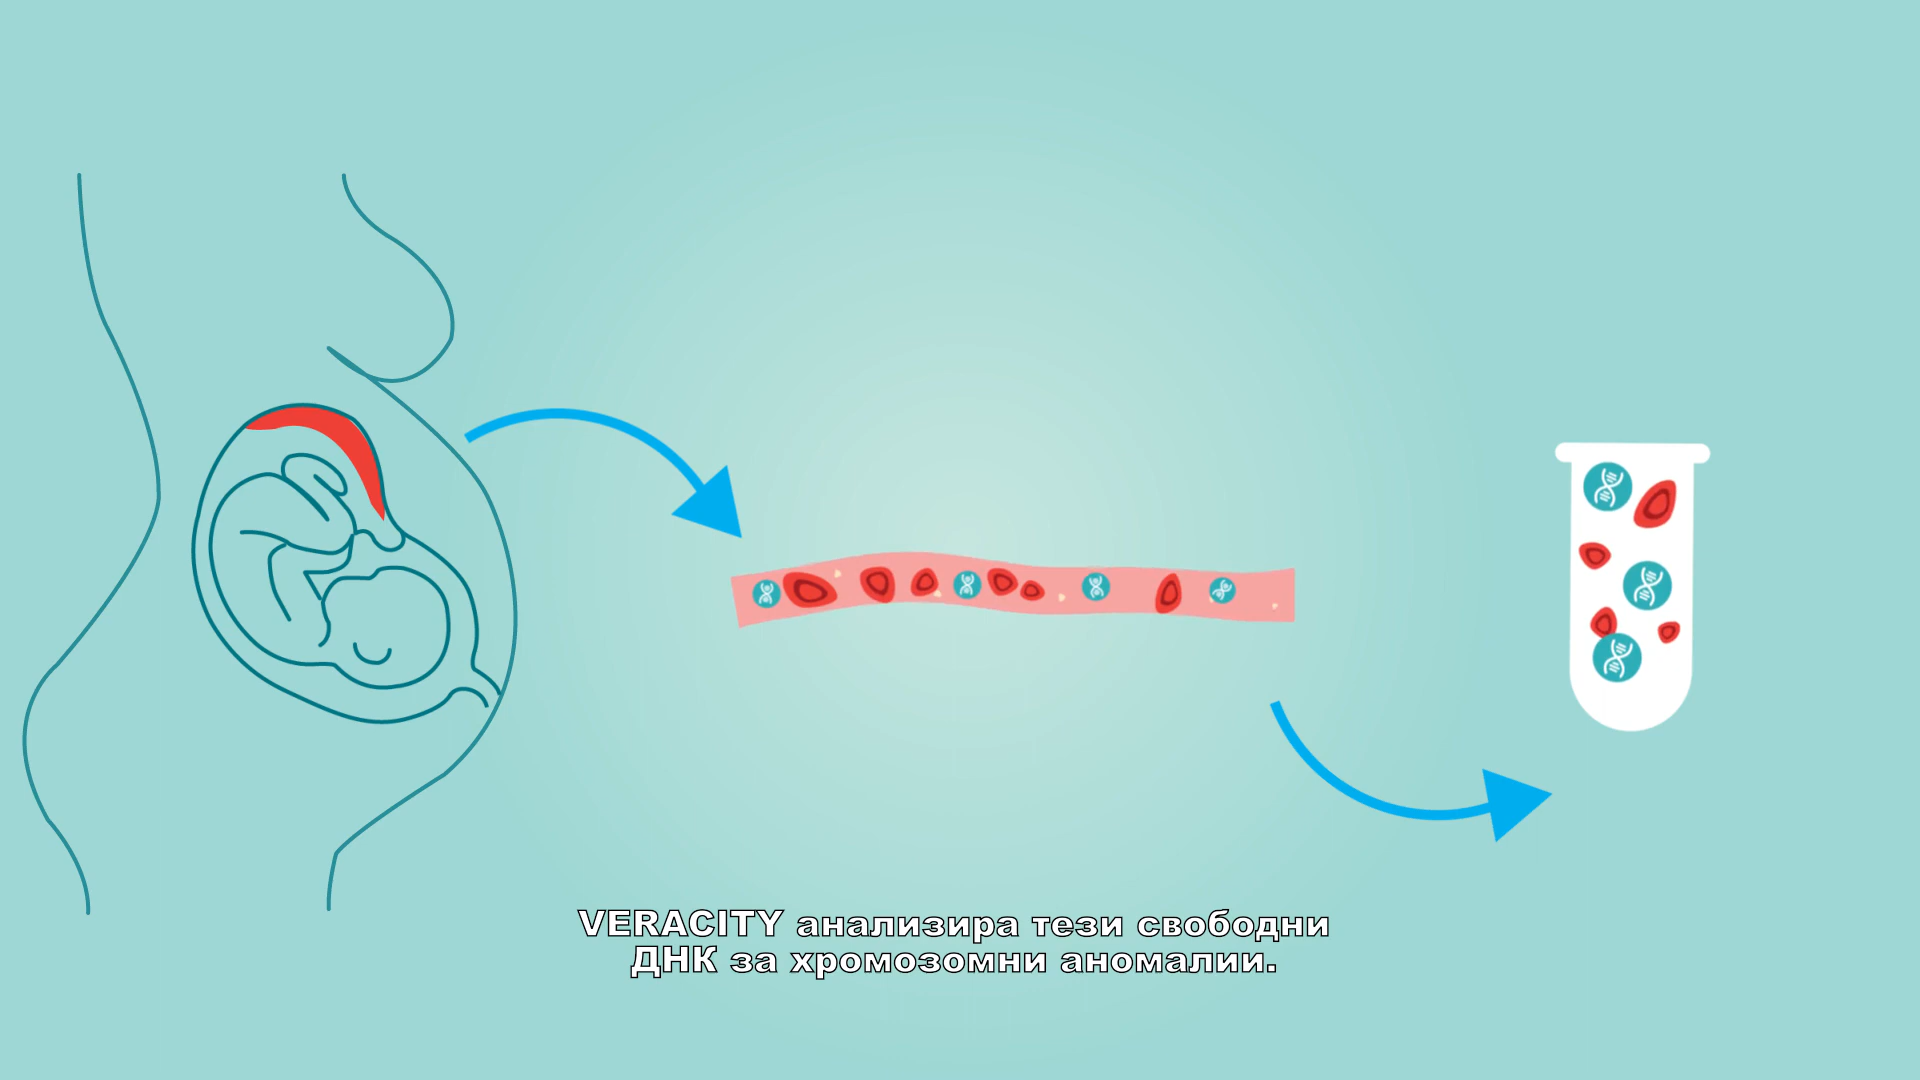 VERACITY анализира тези свободни
ДНК за хромозомни аномалии.